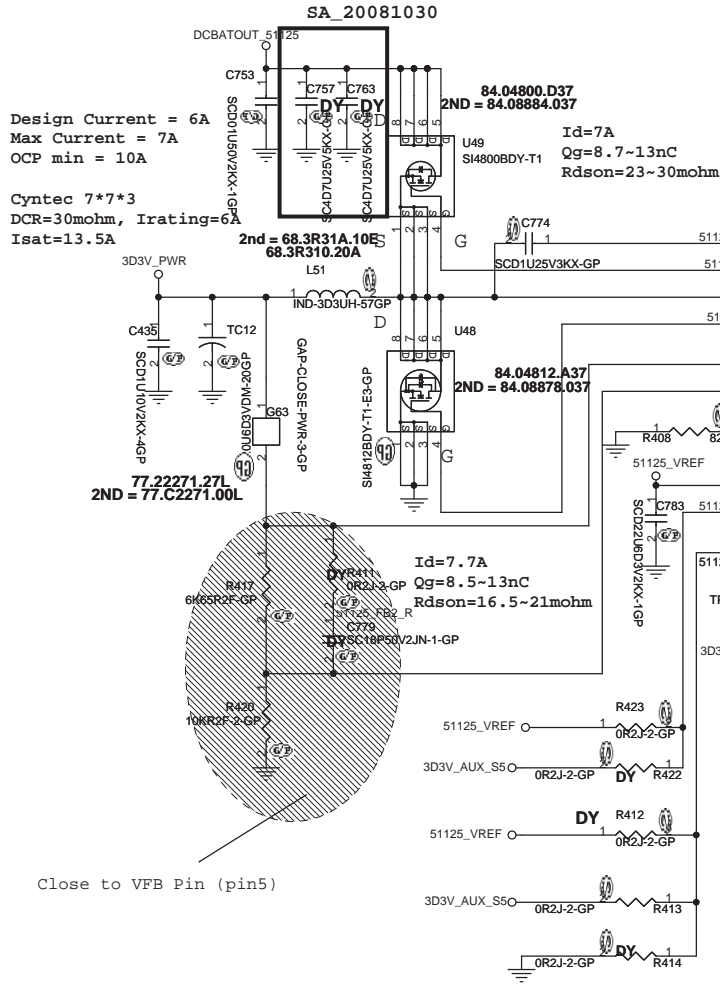 SA_20081030
DCBATOUT_51125
C753
C757
C763
DY
DY
SCD01U50V2KX-1GP
SC4D7U25V5KX-GP
SC4D7U25V5KX-GP
D
84.04800.D37
2ND = 84.08884.037
U49
SI4800BDY-T1
Id=7A
Qg=8.7~13nC
Rdson=23~30mohm
Design Current = 6A
Max Current = 7A
OCP min = 10A
Cyntec 7*7*3
DCR=30mohm, Irating=6A
Isat=13.5A
2nd = 68.3R31A.10E
68.3R310.20A
S
G
C774
SCD1U25V3KX-GP
3D3V_PWR
L51
1
2
IND-3D3UH-57GP
D
U48
C435
TC12
SCD1U10V2KX-4GP
GAP-CLOSE-PWR-3-GP
G63
SI4812BDY-T1-E3-GP
84.04812.A37
2ND = 84.08878.037
G
R408
51125_VREF
C783
SCD22U6D3V2KX-1GP
77.22271.27L
2ND = 77.C2271.00L
Id=7.7A
Qg=8.5~13nC
Rdson=16.5~21mohm
R417
6K65R2F-GP
DY
R411
0R2J-2-GP
51125_FB2_R
C779
DY
SC18P50V2JN-1-GP
R420
10KR2F-2-GP
51125_VREF
R423
0R2J-2-GP
3D3V_AUX_S5
0R2J-2-GP
DY
R422
DY
R412
51125_VREF
0R2J-2-GP
3D3V_AUX_S5
0R2J-2-GP
R413
0R2J-2-GP
DY
R414
Close to VFB Pin (pin5)